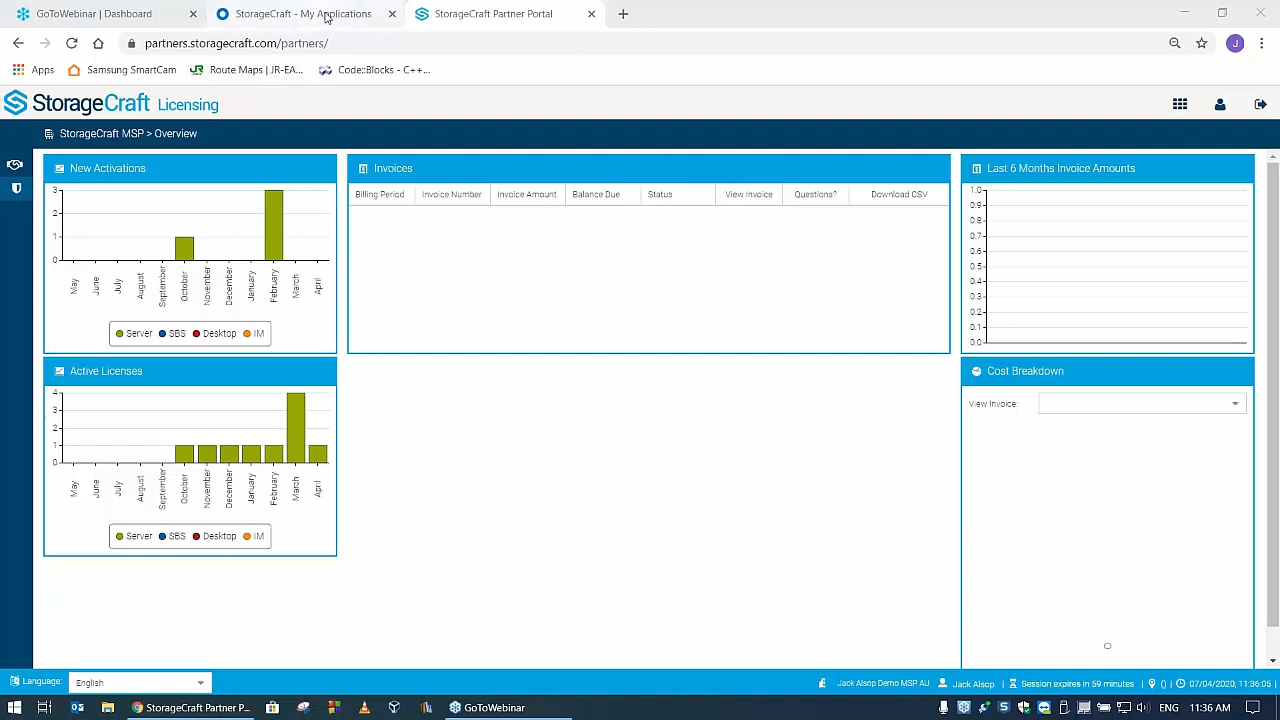 GoToWebinar | Dashboard
StorageCraft - My Applications
StorageCraft Partner Portal
partners.storagecraft.com/partners/
J
Apps
Samsung SmartCam
Route Maps | JR-EA...
Code::Blocks - C++...
StorageCraft Licensing
StorageCraft MSP > Overview
New Activations
3
2
1
0
May
June
July
August
September
October
November
December
January
February
March
April
Server
SBS
Desktop
IM
Invoices
Billing Period
Invoice Number
Invoice Amount
Balance Due
Status
View Invoice
Questions?
Download CSV
Last 6 Months Invoice Amounts
1.0
0.9
0.8
0.7
0.6
0.5
0.4
0.3
0.2
0.1
0.0
Active Licenses
4
3
2
1
0
May
June
July
August
September
October
November
December
January
February
March
April
Server
SBS
Desktop
IM
Cost Breakdown
View Invoice:
Language:
English
Jack Alsop Demo MSP AU
Jack Alsop
Session expires in 59 minutes
()
07/04/2020, 11:36:05
StorageCraft Partner P...
GoToWebinar
ENG
11:36 AM